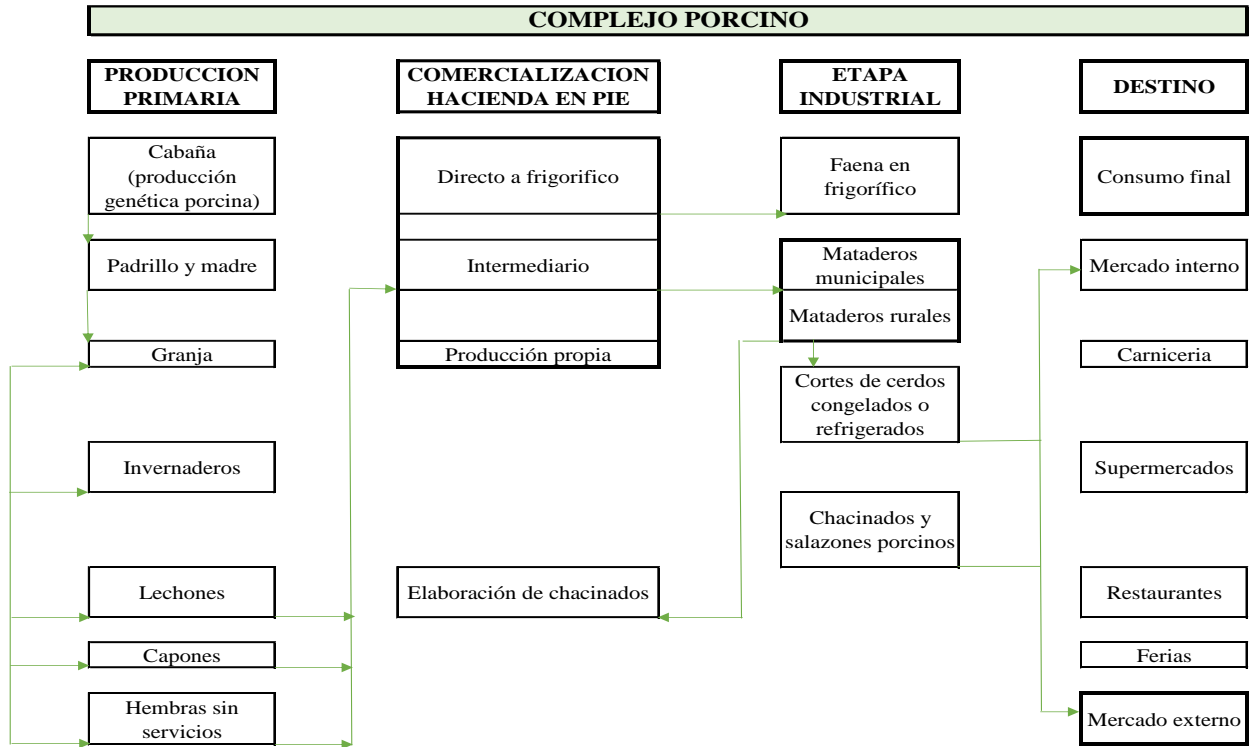 COMPLEJO PORCINO
PRODUCCION
PRIMARIA
COMERCIALIZACION
HACIENDA EN PIE
ETAPA
INDUSTRIAL
DESTINO
Cabaña
(producción
genética porcina)
Directo a frigorifico
Faena en
frigorífico
Consumo final
Padrillo y madre
Intermediario
Mataderos
municipales
Mercado interno
Mataderos rurales
Granja
Producción propia
Carniceria
Cortes de cerdos
congelados o
refrigerados
Invernaderos
Supermercados
Chacinados y
salazones porcinos
Lechones
Elaboración de chacinados
Restaurantes
Capones
Ferias
Hembras sin
servicios
Mercado externo